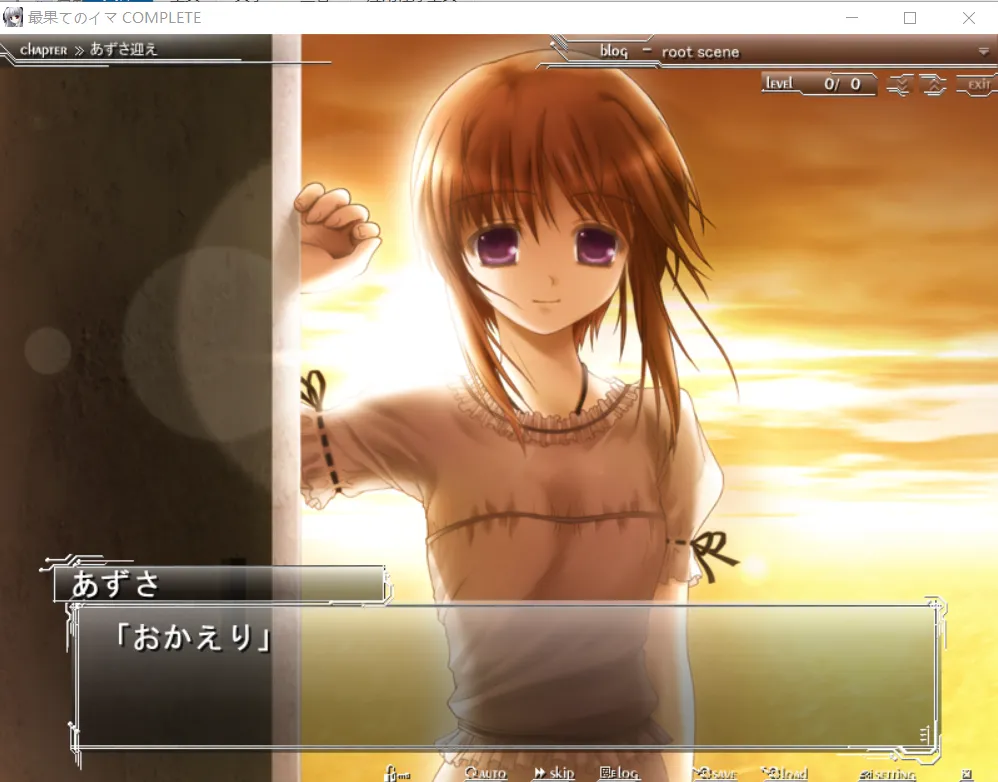 最果てのイマ COMPLETE
CHAPTER » あずさ迎え
blog - root scene
LEVEL 0/ 0
EXIT
あずさ
「おかえり」
AUTO
skip
log
SAVE
load
SETTING